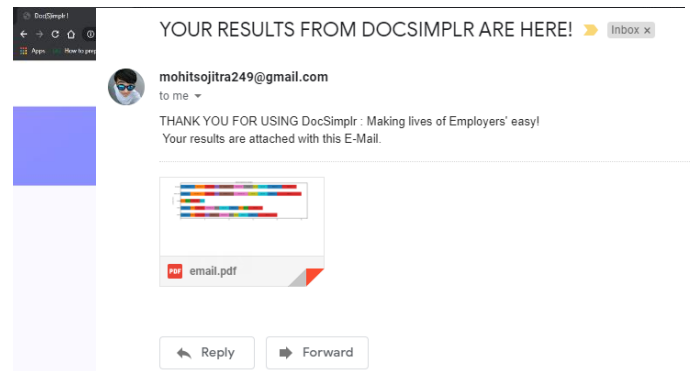 DocSimplr |
Apps
How to prep
YOUR RESULTS FROM DOCSIMPLR ARE HERE!
Inbox x
mohitsojitra249@gmail.com
to me
THANK YOU FOR USING DocSimplr : Making lives of Employers' easy!
Your results are attached with this E-Mail.
PDF email.pdf
Reply
Forward